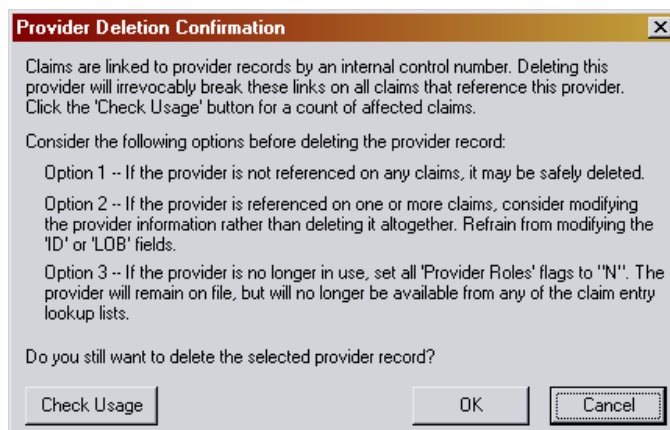 Provider Deletion Confirmation
Claims are linked to provider records by an internal control number. Deleting this
provider will irrevocably break these links on all claims that reference this provider.
Click the 'Check Usage' button for a count of affected claims.
Consider the following options before deleting the provider record:
Option 1 -- If the provider is not referenced on any claims, it may be safely deleted.
Option 2 -- If the provider is referenced on one or more claims, consider modifying
the provider information rather than deleting it altogether. Refrain from modifying the
'ID' or 'LOB' fields.
Option 3 -- If the provider is no longer in use, set all 'Provider Roles' flags to "N". The
provider will remain on file, but will no longer be available from any of the claim entry
lookup lists.
Do you still want to delete the selected provider record?
Check Usage OK Cancel